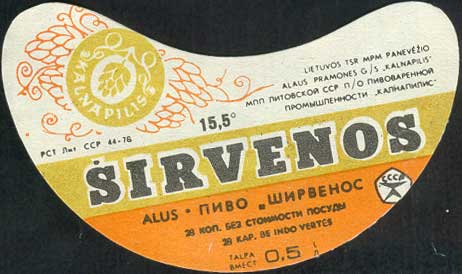 KALNAPILIS
LIETUVOS TSR MPM PANEVĖŽIO
ALAUS PRAMONĖS G/S „KALNAPILIS"
МПП ЛИТОВСКОЙ ССР П/О ПИВОВАРЕННОЙ
ПРОМЫШЛЕННОСТИ „КАЛНАПИЛИС"
15,5°
РСТ Лит ССР 44-76
ŠIRVENOS
ALUS • ПИВО „ШИРВЕНОС
СССР
28 КОП. БЕЗ СТОИМОСТИ ПОСУДЫ
28 KAP. BE INDO VERTĖS
TALPA
ВМЕСТ 0,5 l
л